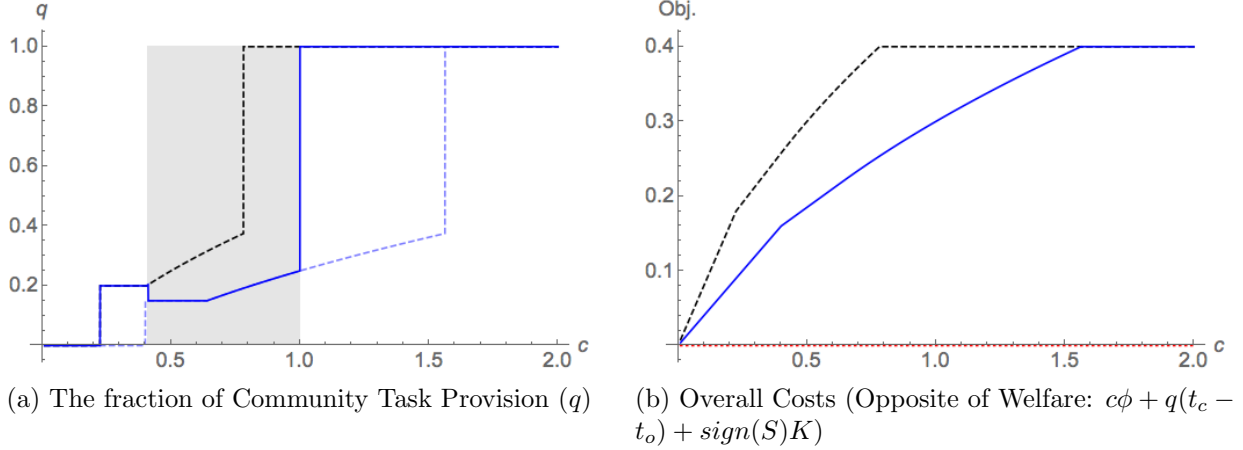 q
1.0
0.8
0.6
0.4
0.2
0.5
1.0
1.5
2.0
c
(a) The fraction of Community Task Provision (q)
Obj.
0.4
0.3
0.2
0.1
0.5
1.0
1.5
2.0
c
(b) Overall Costs (Opposite of Welfare: cϕ + q(t_c −
t_o) + sign(S)K)